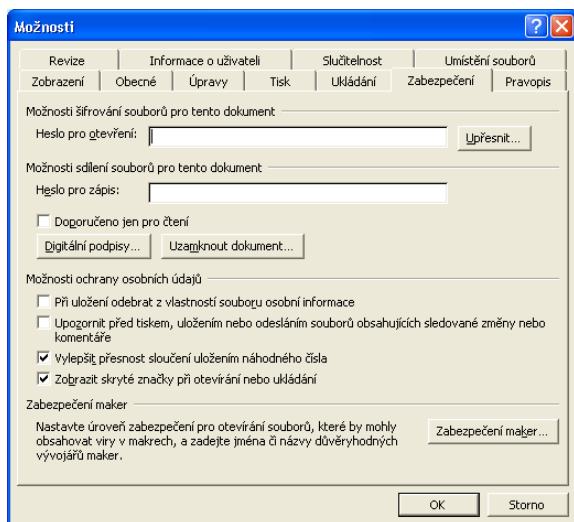 Možnosti
Revize Informace o uživateli Slučitelnost Umístění souborů
Zobrazení Obecné Úpravy Tisk Ukládání Zabezpečení Pravopis
Možnosti šifrování souborů pro tento dokument
Heslo pro otevření: Upřesnit...
Možnosti sdílení souborů pro tento dokument
Heslo pro zápis:
Doporučeno jen pro čtení
Digitální podpisy... Uzamknout dokument...
Možnosti ochrany osobních údajů
Při uložení odebrat z vlastností souboru osobní informace
Upozornit před tiskem, uložením nebo odesláním souborů obsahujících sledované změny nebo
komentáře
Vylepšit přesnost sloučení uložením náhodného čísla
Zobrazit skryté značky při otevírání nebo ukládání
Zabezpečení maker
Nastavte úroveň zabezpečení pro otevírání souborů, které by mohly
obsahovat viry v makrech, a zadejte jména či názvy důvěryhodných
vývojářů maker.
Zabezpečení maker...
OK Storno